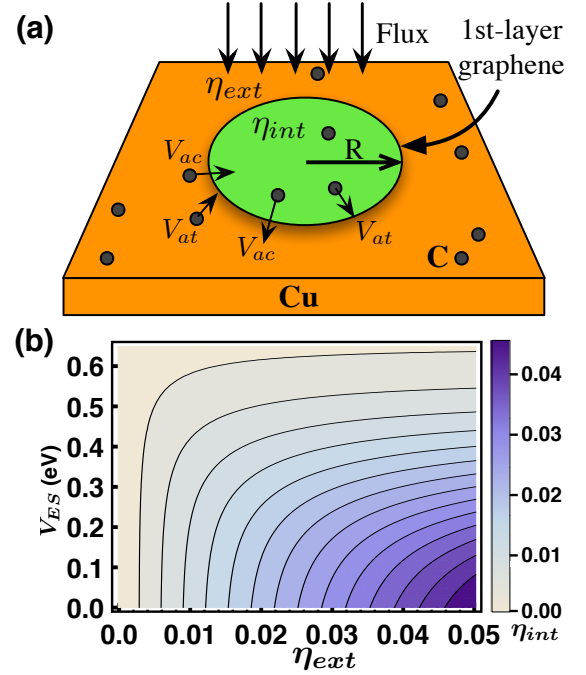 (a)
Flux
1st-layer
graphene
η_ext
η_int
R
V_ac
V_at
V_ac
V_at
C
Cu
(b)
V_ES (eV)
0.6
0.5
0.4
0.3
0.2
0.1
0.0
0.0 0.01 0.02 0.03 0.04 0.05
η_ext
0.04
0.03
0.02
0.01
0.00
η_int